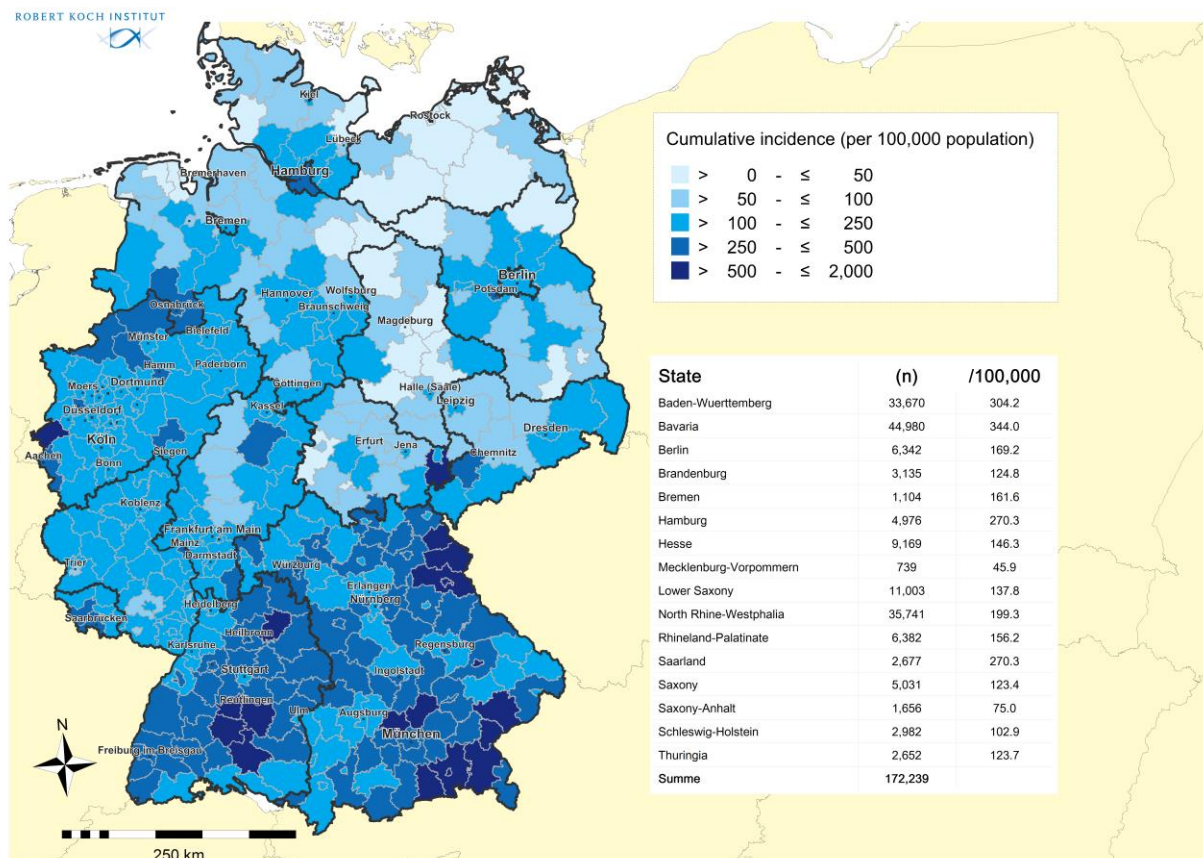 ROBERT KOCH INSTITUT
Kiel
Rostock
Lübeck
Hamburg
Bremerhaven
Bremen
Berlin
Potsdam
Hannover
Wolfsburg
Braunschweig
Magdeburg
Osnabrück
Bielefeld
Münster
Hamm
Paderborn
Moers
Dortmund
Göttingen
Halle (Saale)
Leipzig
Kassel
Düsseldorf
Dresden
Köln
Erfurt
Jena
Chemnitz
Aachen
Siegen
Bonn
Koblenz
Frankfurt am Main
Mainz
Darmstadt
Trier
Würzburg
Erlangen
Nürnberg
Heidelberg
Saarbrücken
Heilbronn
Karlsruhe
Regensburg
Stuttgart
Ingolstadt
Reutlingen
Ulm
Augsburg
München
Freiburg im Breisgau
N
250 km
Cumulative incidence (per 100,000 population)
> 0 - ≤ 50
> 50 - ≤ 100
> 100 - ≤ 250
> 250 - ≤ 500
> 500 - ≤ 2,000
State (n) /100,000
Baden-Wuerttemberg 33,670 304.2
Bavaria 44,980 344.0
Berlin 6,342 169.2
Brandenburg 3,135 124.8
Bremen 1,104 161.6
Hamburg 4,976 270.3
Hesse 9,169 146.3
Mecklenburg-Vorpommern 739 45.9
Lower Saxony 11,003 137.8
North Rhine-Westphalia 35,741 199.3
Rhineland-Palatinate 6,382 156.2
Saarland 2,677 270.3
Saxony 5,031 123.4
Saxony-Anhalt 1,656 75.0
Schleswig-Holstein 2,982 102.9
Thuringia 2,652 123.7
Summe 172,239